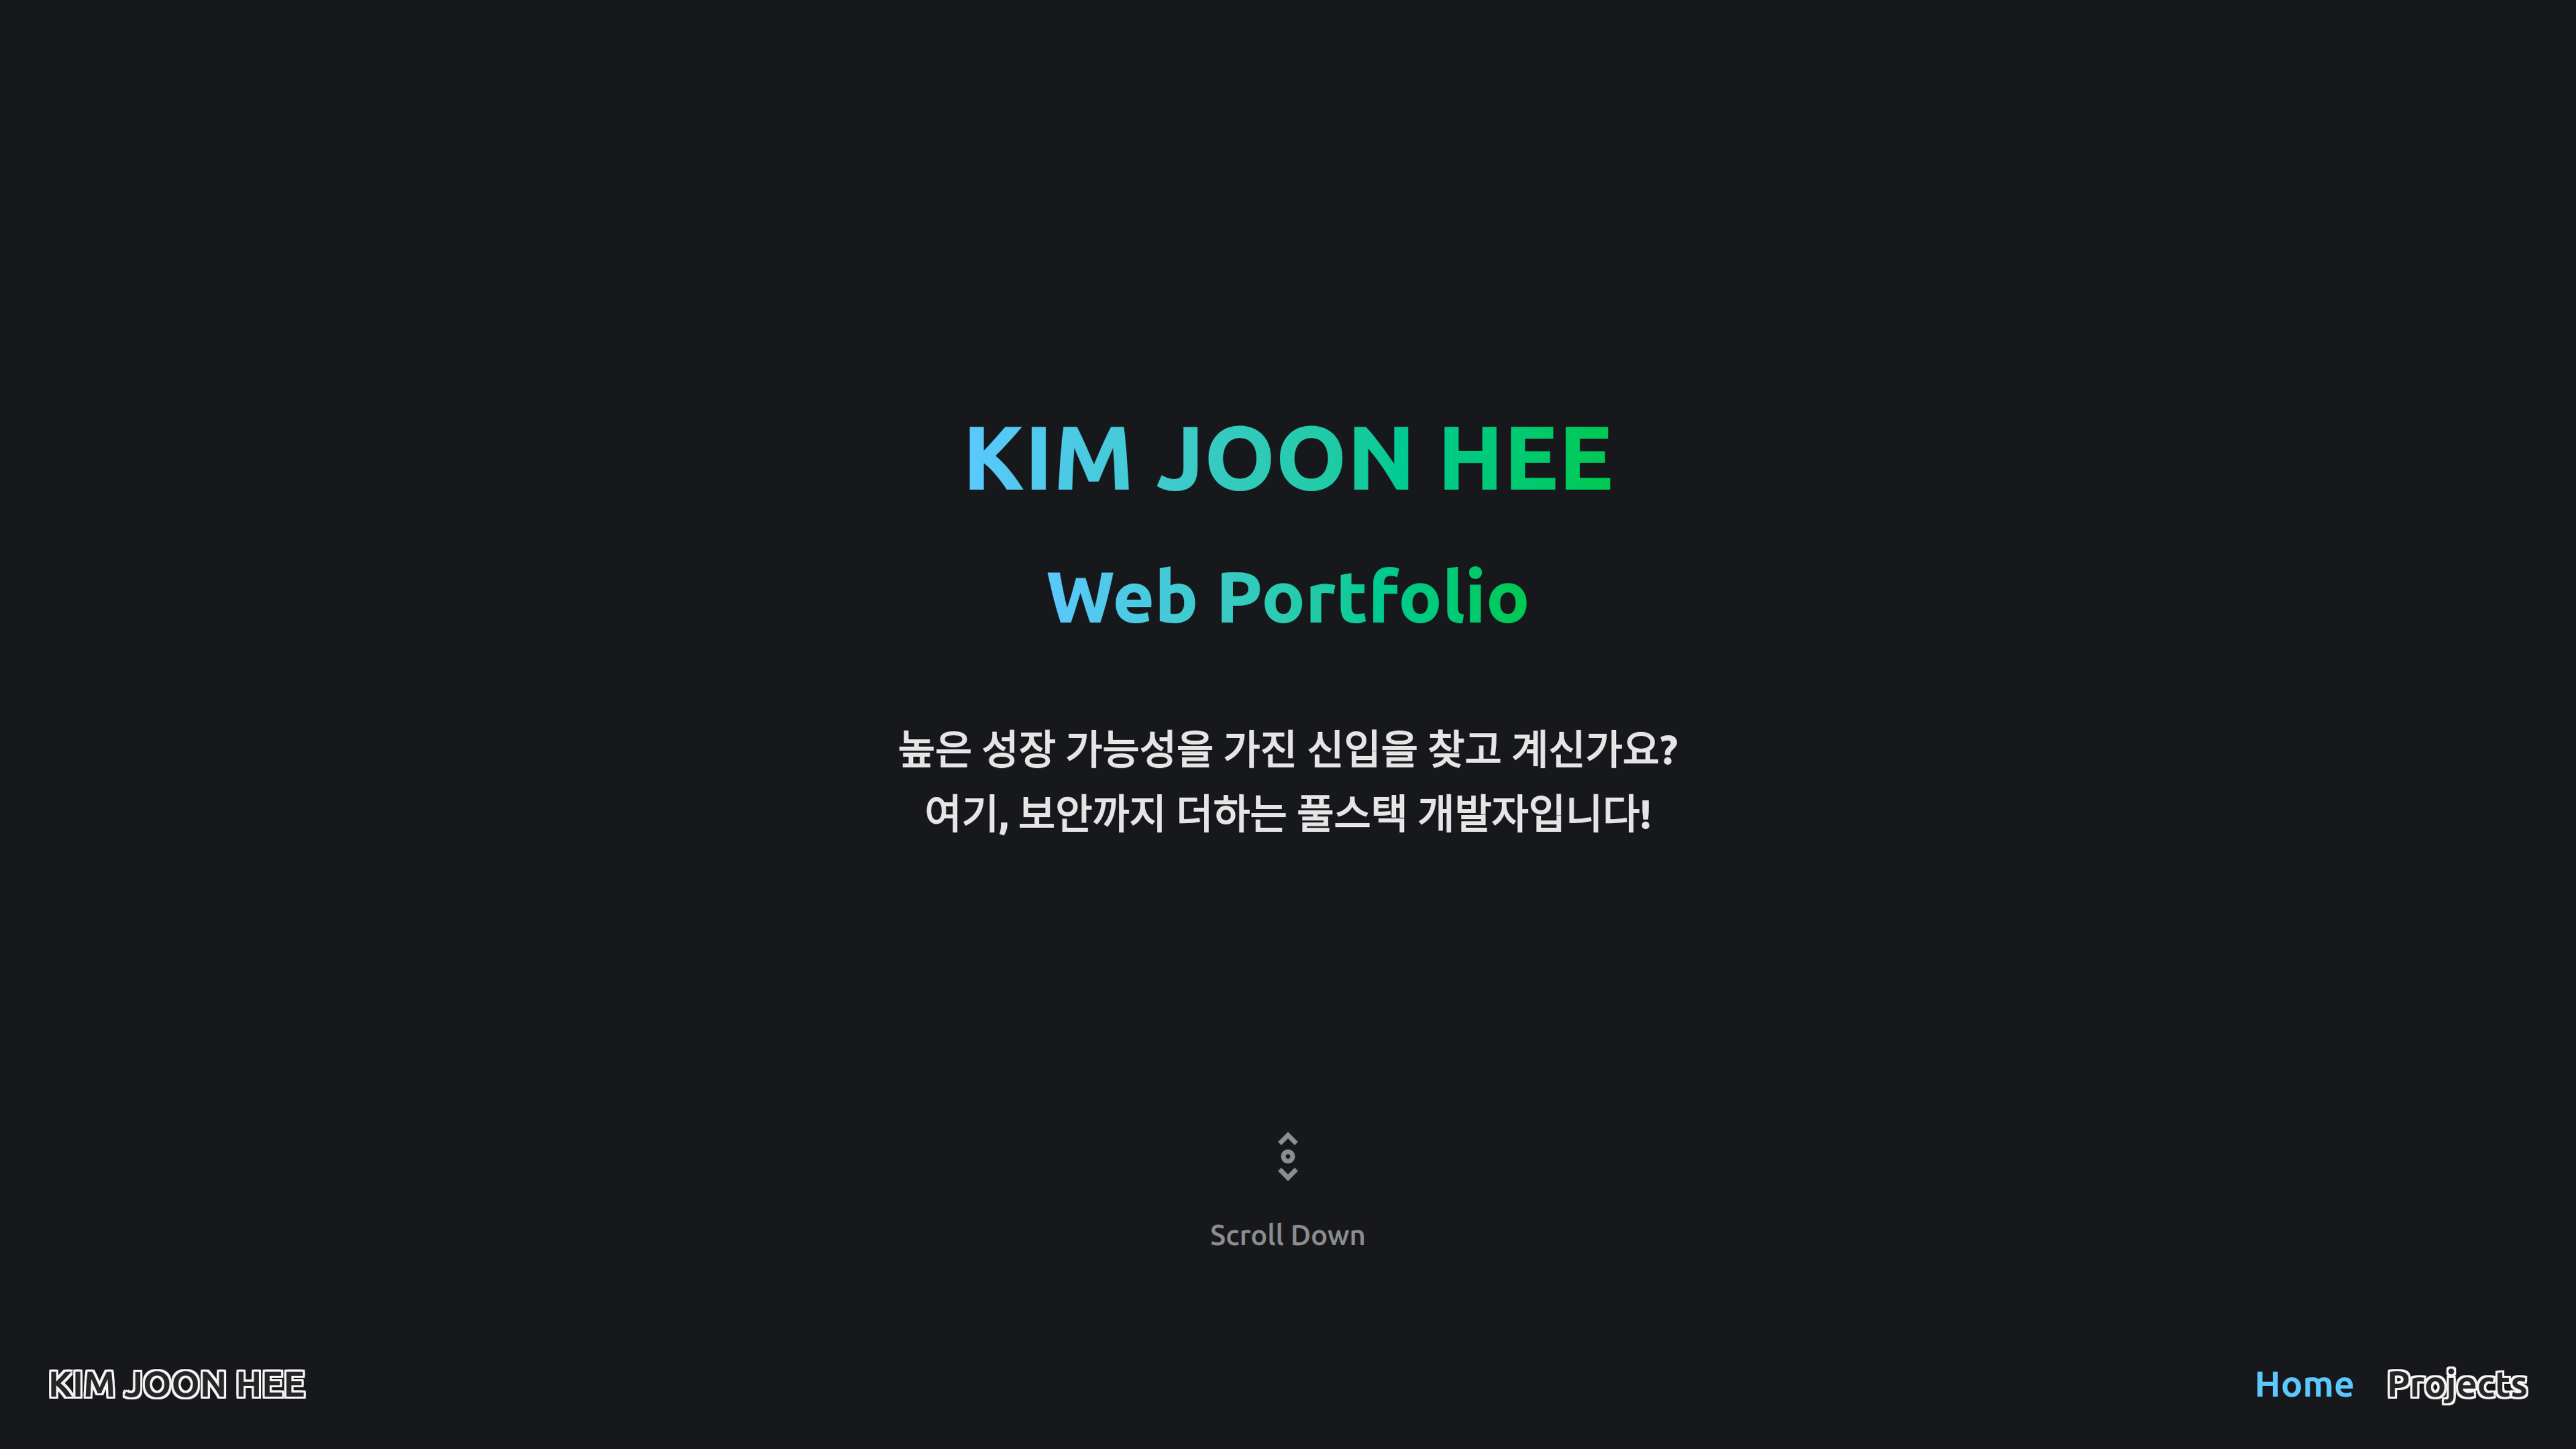 KIM JOON HEE
Web Portfolio
높은 성장 가능성을 가진 신입을 찾고 계신가요?
여기, 보안까지 더하는 풀스택 개발자입니다!
Scroll Down
KIM JOON HEE
Home Projects